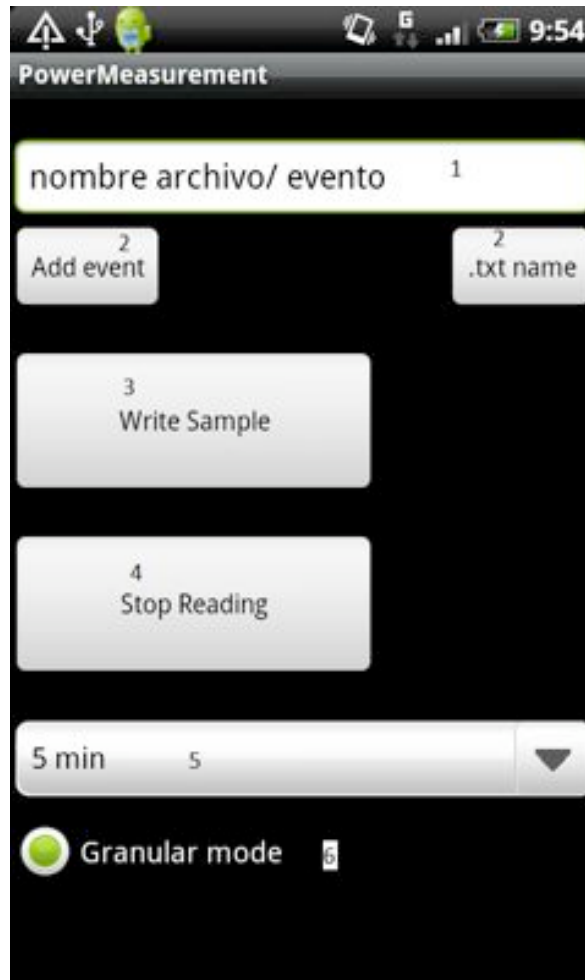 G 9:54
PowerMeasurement
nombre archivo/ evento 1
2 2
Add event .txt name
3
Write Sample
4
Stop Reading
5 min 5
Granular mode 6